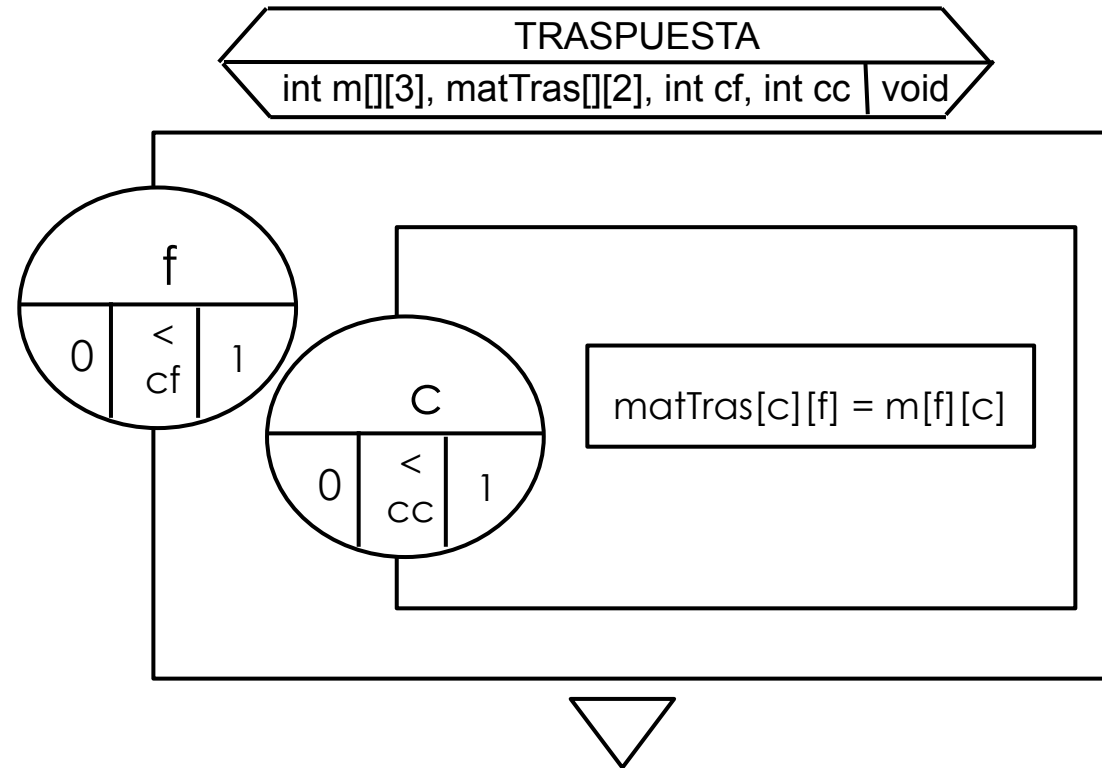 TRASPUESTA
int m[][3], matTras[][2], int cf, int cc void
f
0 < cf 1
c
0 < cc 1
matTras[c][f] = m[f][c]